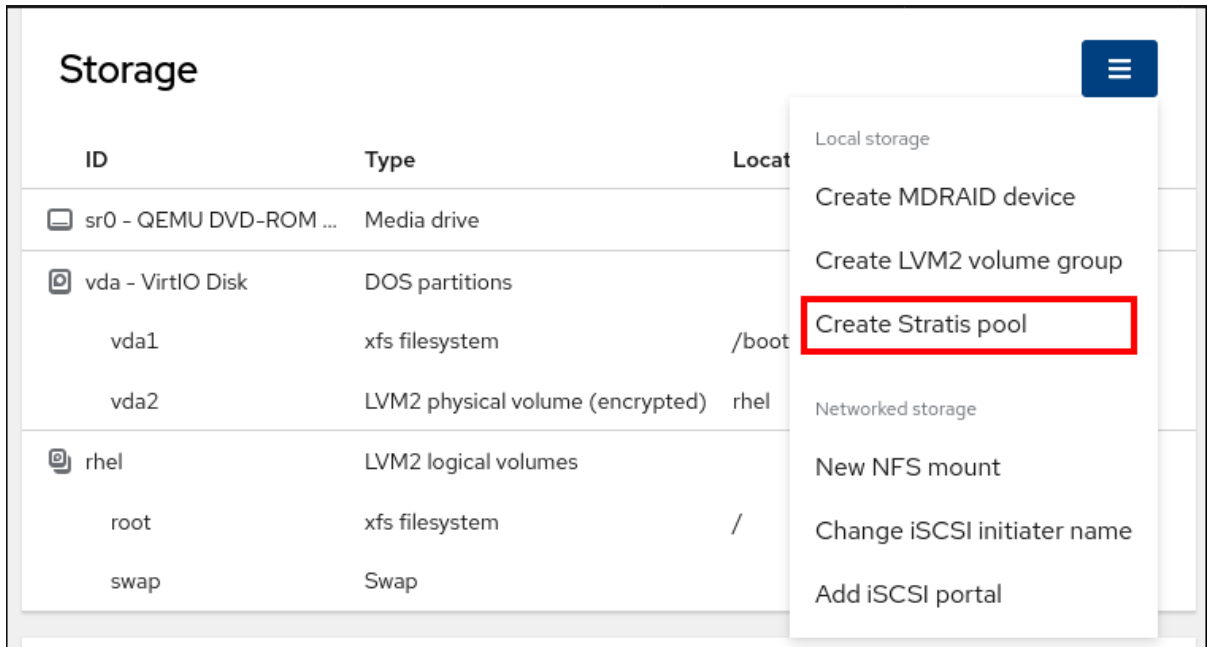 Storage
ID Type Locat
sr0 - QEMU DVD-ROM ... Media drive
vda - VirtIO Disk DOS partitions
vda1 xfs filesystem /boot
vda2 LVM2 physical volume (encrypted) rhel
rhel LVM2 logical volumes
root xfs filesystem /
swap Swap
Local storage
Create MDRAID device
Create LVM2 volume group
Create Stratis pool
Networked storage
New NFS mount
Change iSCSI initiater name
Add iSCSI portal